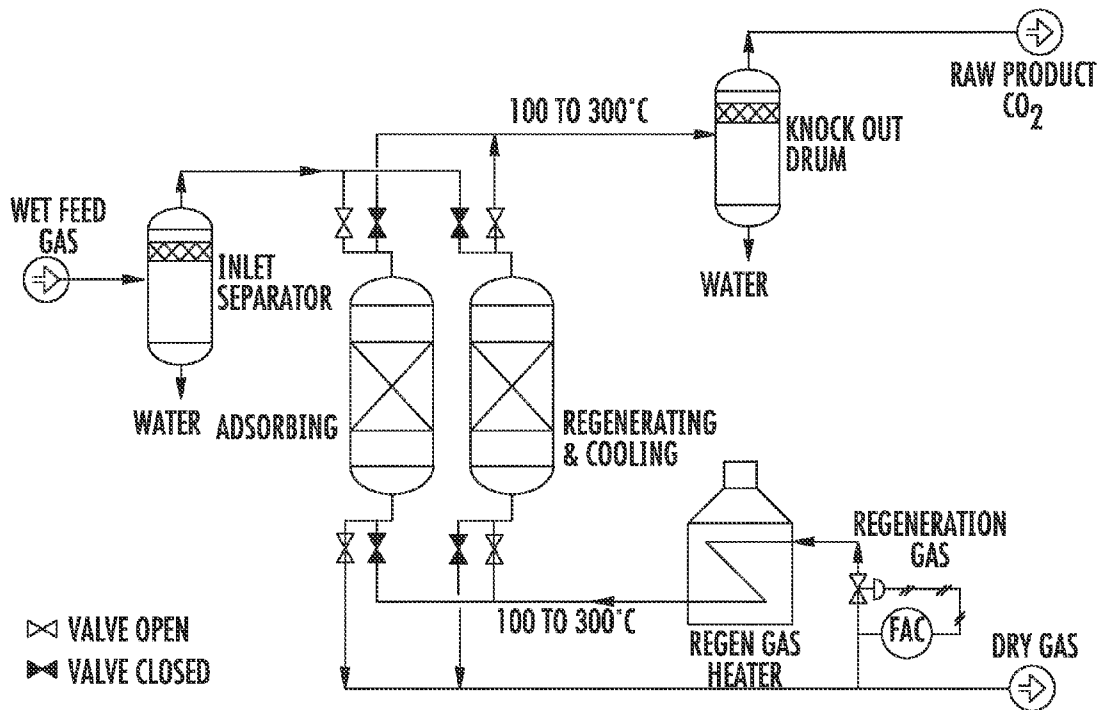 100 TO 300°C
RAW PRODUCT
CO2
KNOCK OUT
DRUM
WET FEED
GAS
INLET
SEPARATOR
WATER
WATER
ADSORBING
REGENERATING
& COOLING
REGENERATION
GAS
100 TO 300°C
FAC
REGEN GAS
HEATER
DRY GAS
VALVE OPEN
VALVE CLOSED